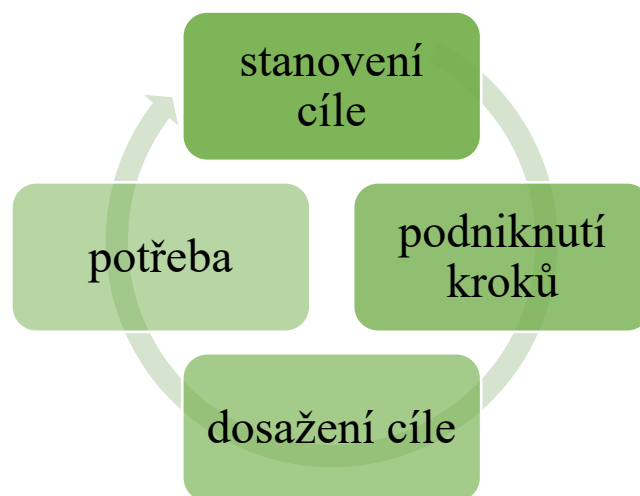 stanovení
cíle
podniknutí
kroků
dosažení cíle
potřeba